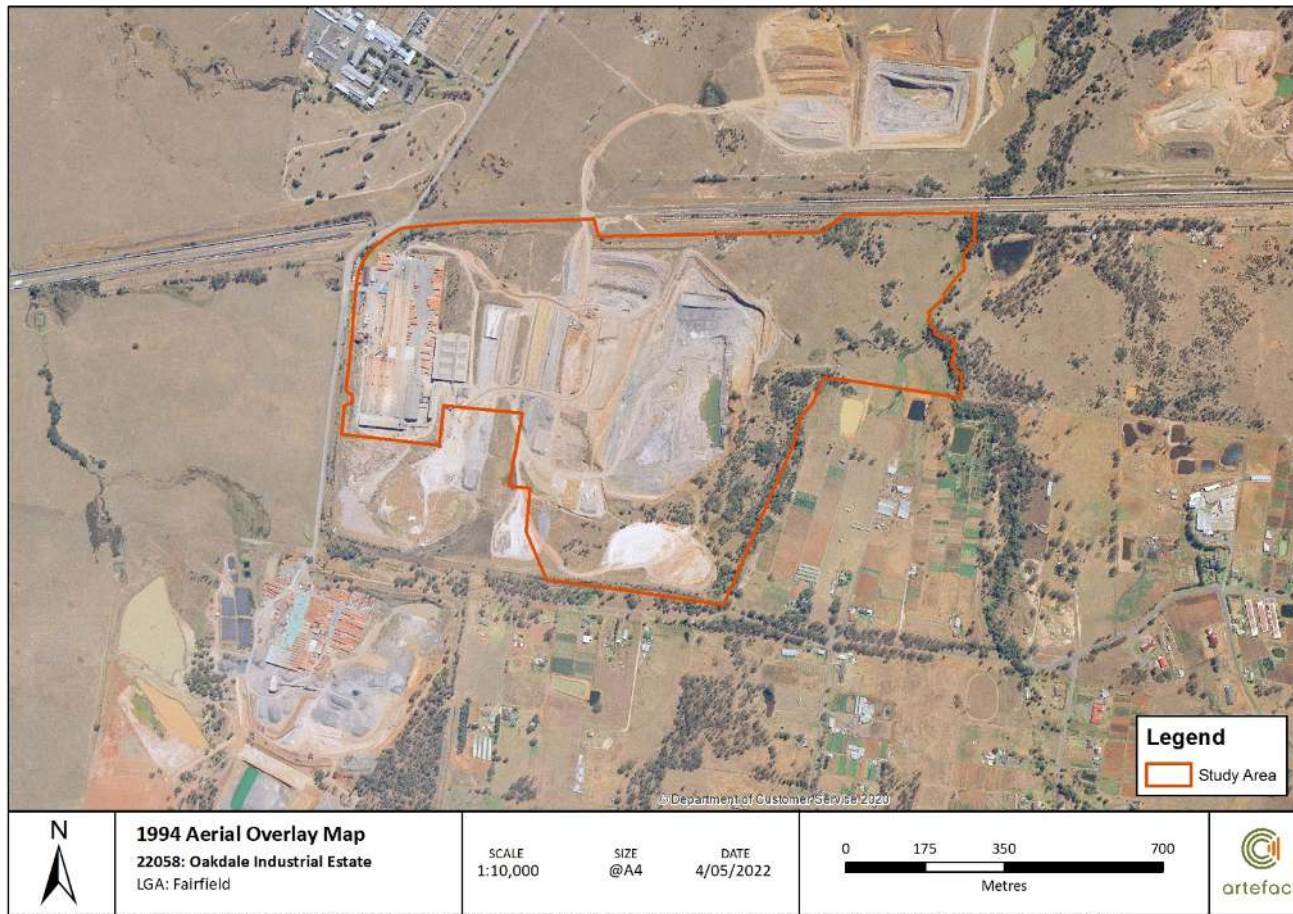 © Department of Customer Service 2020
Legend
Study Area
N
1994 Aerial Overlay Map
22058: Oakdale Industrial Estate
LGA: Fairfield
SCALE
1:10,000
SIZE
@A4
DATE
4/05/2022
0 175 350 700
Metres
artefac